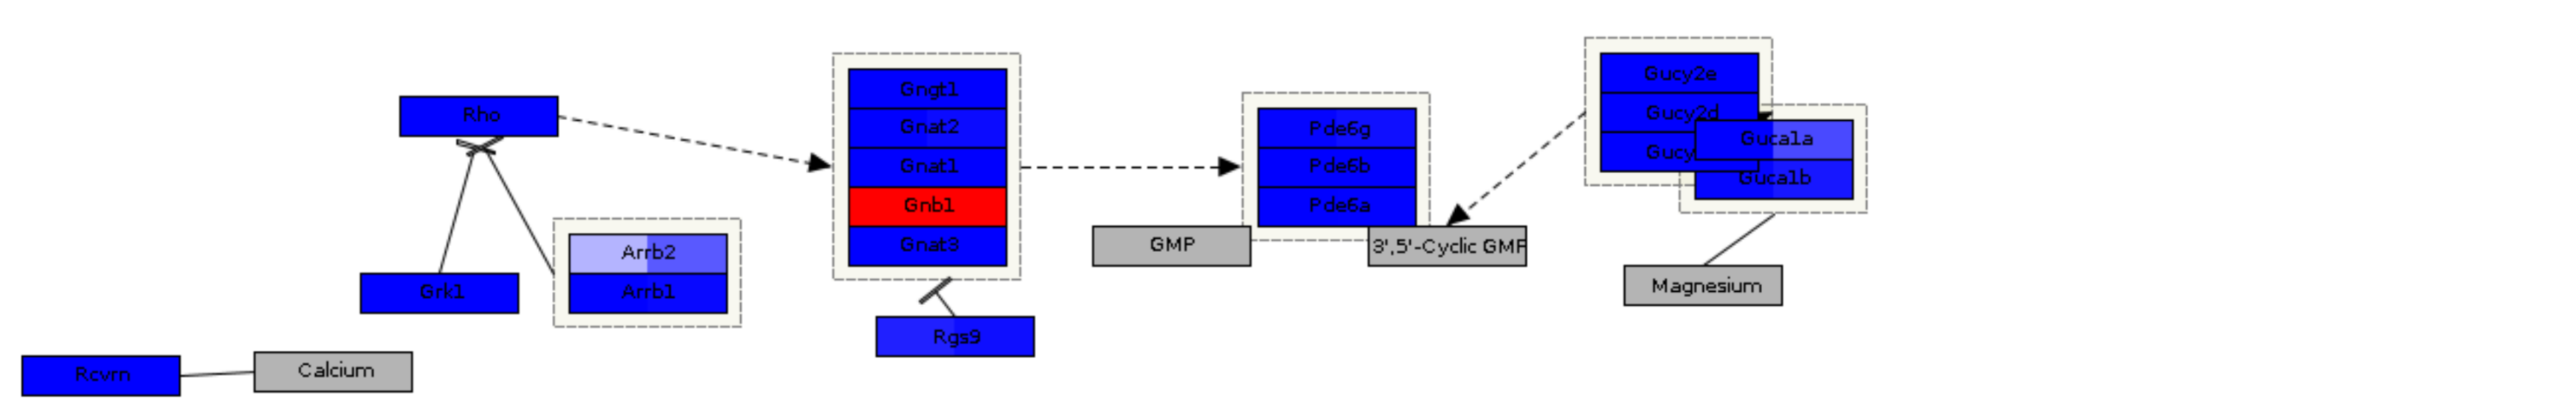 Rho
Grk1
Arrb2
Arrb1
Rcvrn
Calcium
Gngt1
Gnat2
Gnat1
Gnb1
Gnat3
Rgs9
Pde6g
Pde6b
Pde6a
GMP
3',5'-Cyclic GMP
Gucy2e
Gucy2d
Guca1a
Guca1b
Magnesium